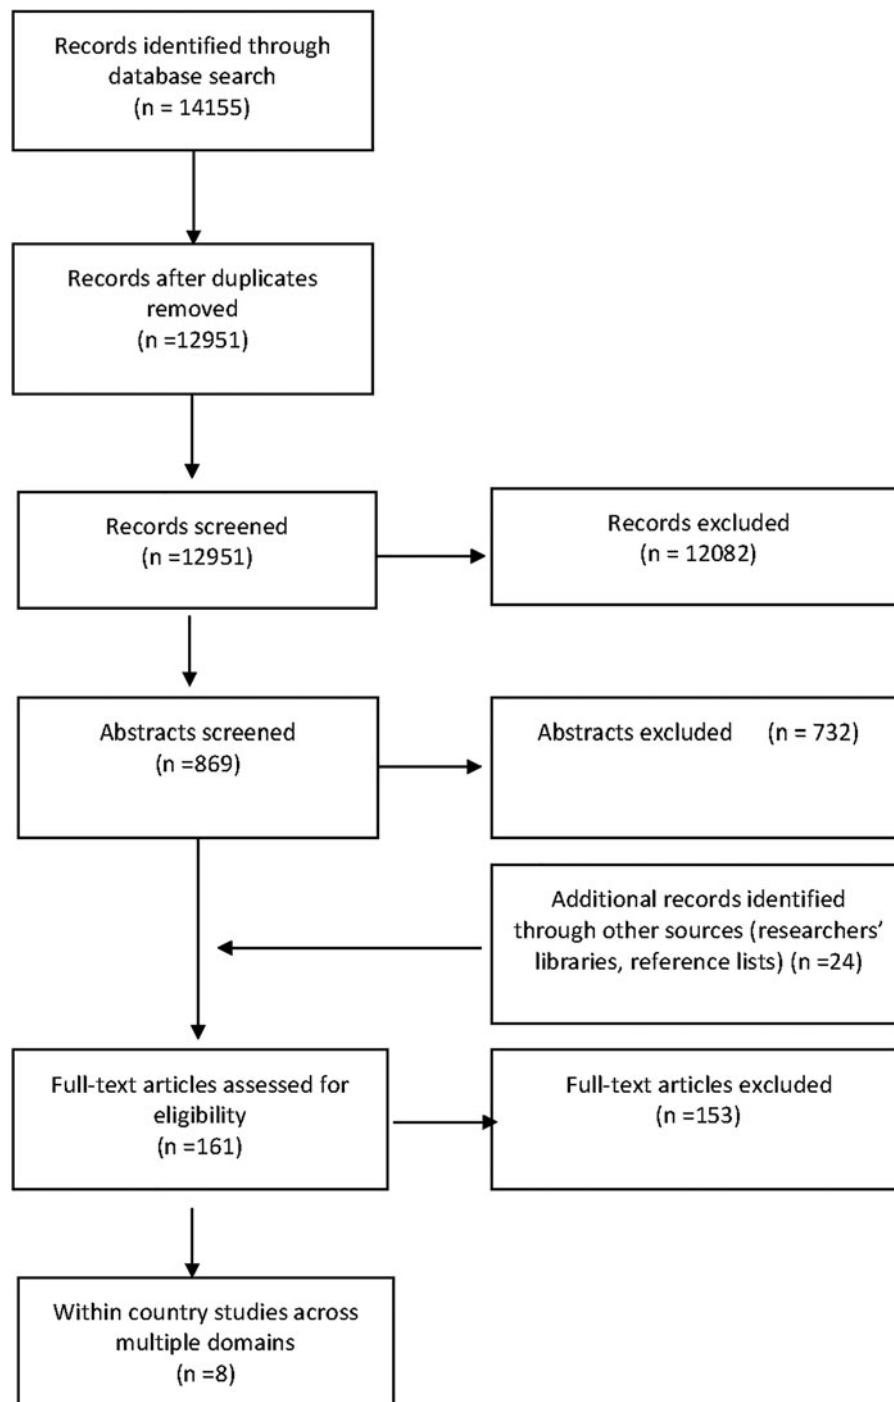 Records identified through
database search
(n = 14155)
Records after duplicates
removed
(n =12951)
Records screened
(n =12951)
Records excluded
(n = 12082)
Abstracts screened
(n =869)
Abstracts excluded (n = 732)
Additional records identified
through other sources (researchers’
libraries, reference lists) (n =24)
Full-text articles assessed for
eligibility
(n =161)
Full-text articles excluded
(n =153)
Within country studies across
multiple domains
(n =8)